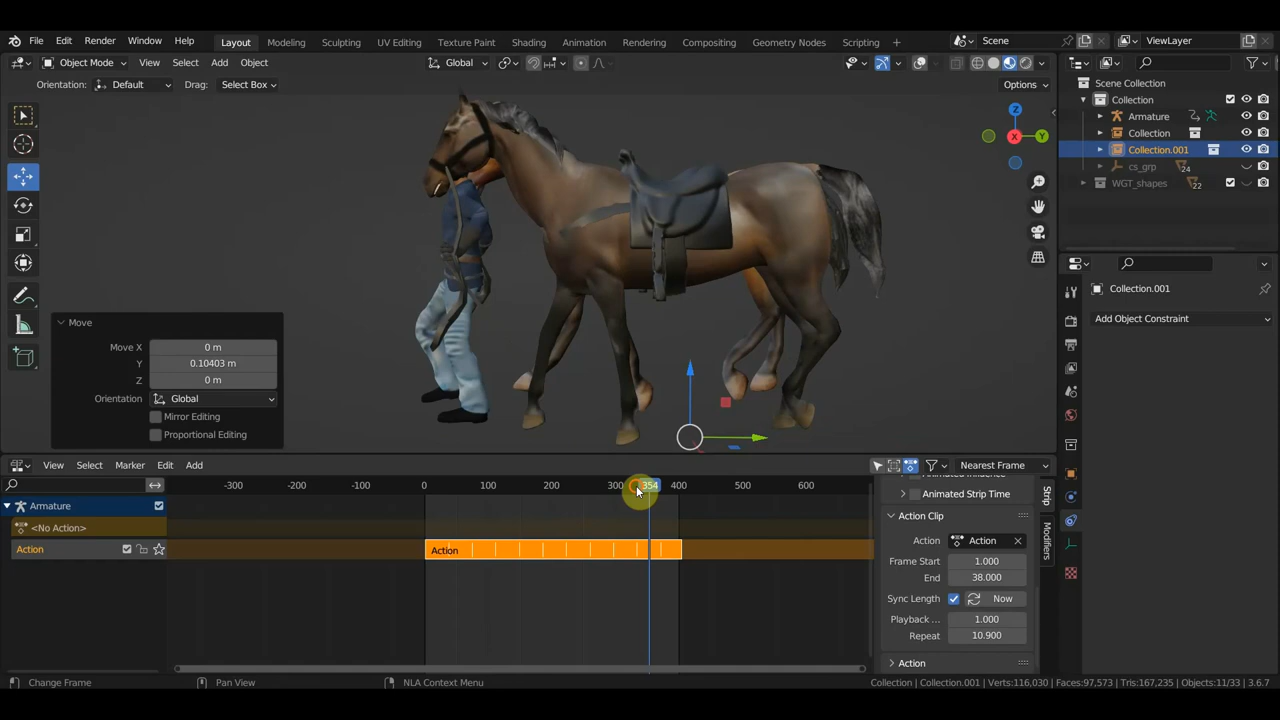 File Edit Render Window Help Layout Modeling Sculpting UV Editing Texture Paint Shading Animation Rendering Compositing Geometry Nodes Scripting + Scene ViewLayer
Object Mode View Select Add Object Global Options
Orientation: Default Drag: Select Box
Z
X
Y
Scene Collection
Collection
Armature
Collection
Collection.001
cs_grp 24
WGT_shapes 22
Collection.001
Add Object Constraint
Move
Move X 0 m
Y 0.10403 m
Z 0 m
Orientation Global
Mirror Editing
Proportional Editing
View Select Marker Edit Add Nearest Frame
-300 -200 -100 0 100 200 300 354 400 500 600
Armature
<No Action>
Action
Action
Animated Influence
Animated Strip Time
Action Clip
Action Action
Frame Start 1.000
End 38.000
Sync Length Now
Playback ... 1.000
Repeat 10.900
Action
Strip
Modifiers
Change Frame Pan View NLA Context Menu Collection | Collection.001 | Verts:116,030 | Faces:97,573 | Tris:167,235 | Objects:11/33 | 3.6.7